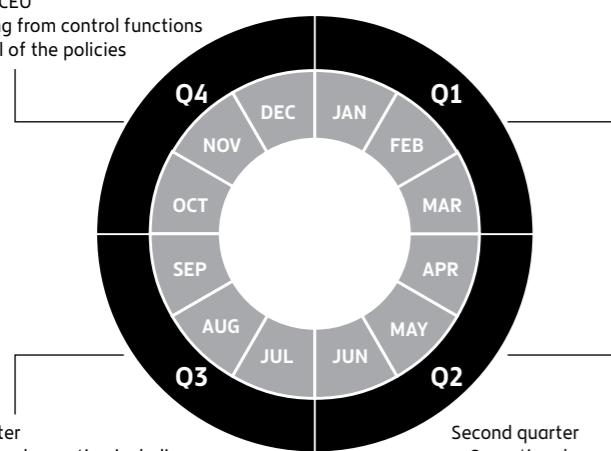 CEO
from control functions
of the policies
Q4
Q1
DEC
JAN
NOV
FEB
OCT
MAR
SEP
APR
AUG
MAY
JUL
JUN
Q3
Q2
Second quarter